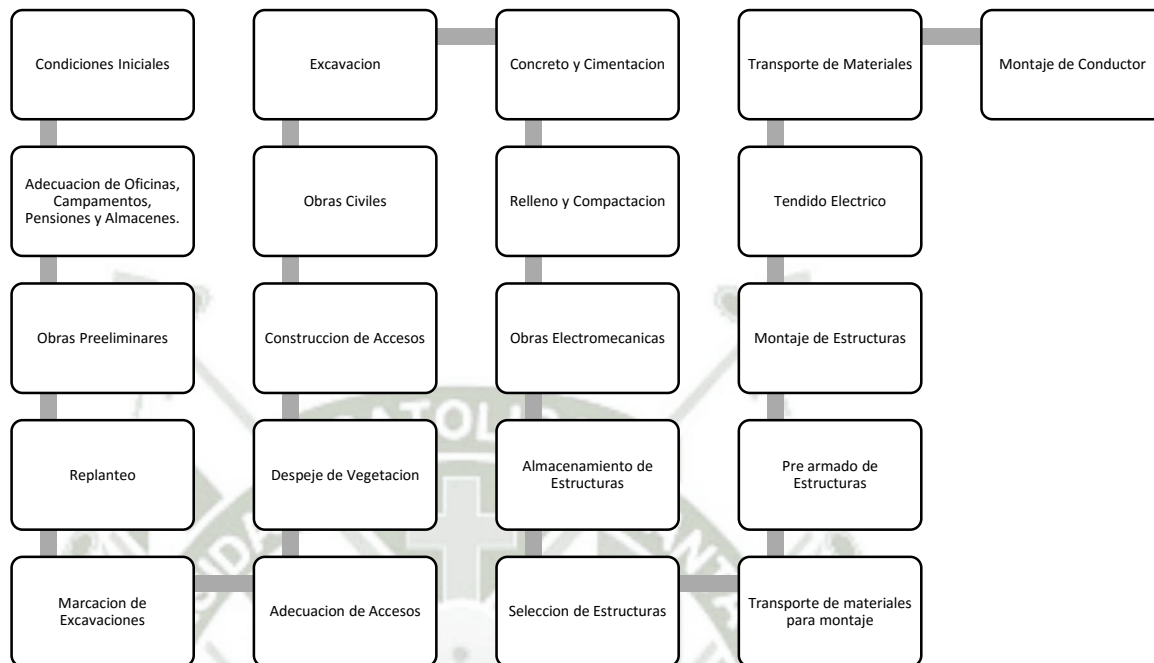 Condiciones Iniciales
Adecuacion de Oficinas,
Campamentos,
Pensiones y Almacenes.
Obras Preeliminares
Replanteo
Marcacion de
Excavaciones
Adecuacion de Accesos
Despeje de Vegetacion
Construccion de Accesos
Obras Civiles
Excavacion
Concreto y Cimentacion
Relleno y Compactacion
Obras Electromecanicas
Almacenamiento de
Estructuras
Seleccion de Estructuras
Transporte de materiales
para montaje
Pre armado de
Estructuras
Montaje de Estructuras
Tendido Electrico
Transporte de Materiales
Montaje de Conductor